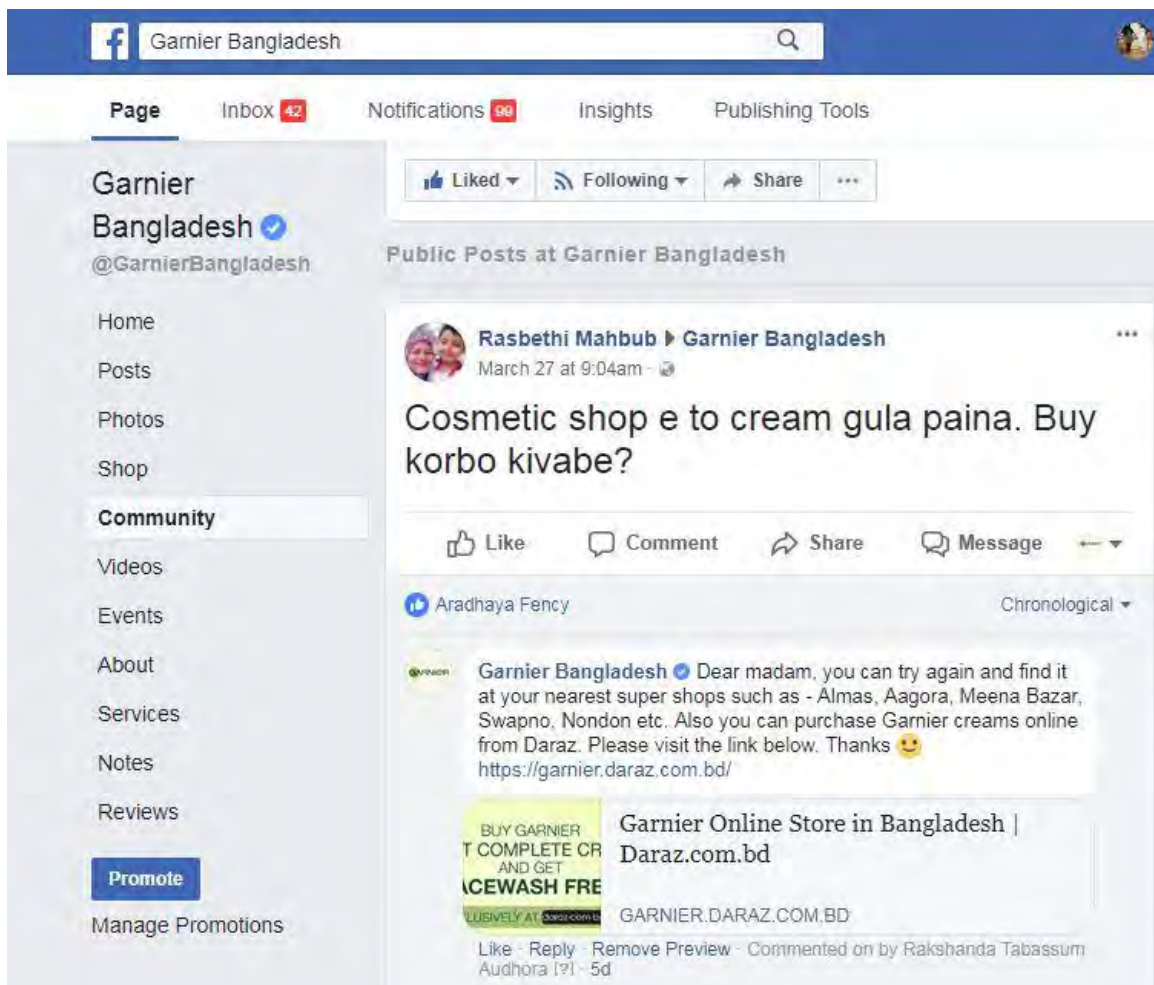 Garnier Bangladesh
Page Inbox 42 Notifications 99 Insights Publishing Tools
Garnier
Bangladesh
@GarnierBangladesh
Home
Posts
Photos
Shop
Community
Videos
Events
About
Services
Notes
Reviews
Promote
Manage Promotions
Liked Following Share ...
Public Posts at Garnier Bangladesh
Rasbethi Mahbub Garnier Bangladesh
March 27 at 9:04am
Cosmetic shop e to cream gula paina. Buy
korbo kivabe?
Like Comment Share Message
Aradhaya Fency Chronological
GARNIER
Garnier Bangladesh Dear madam, you can try again and find it
at your nearest super shops such as - Almas, Aagora, Meena Bazar,
Swapno, Nondon etc. Also you can purchase Garnier creams online
from Daraz. Please visit the link below. Thanks
https://garnier.daraz.com.bd/
BUY GARNIER
T COMPLETE CR
AND GET
ACEWASH FRE
LUSIVELY AT daraz.com.b
Garnier Online Store in Bangladesh |
Daraz.com.bd
GARNIER.DARAZ.COM.BD
Like · Reply · Remove Preview · Commented on by Rakshanda Tabassum
Audhora [?] · 5d